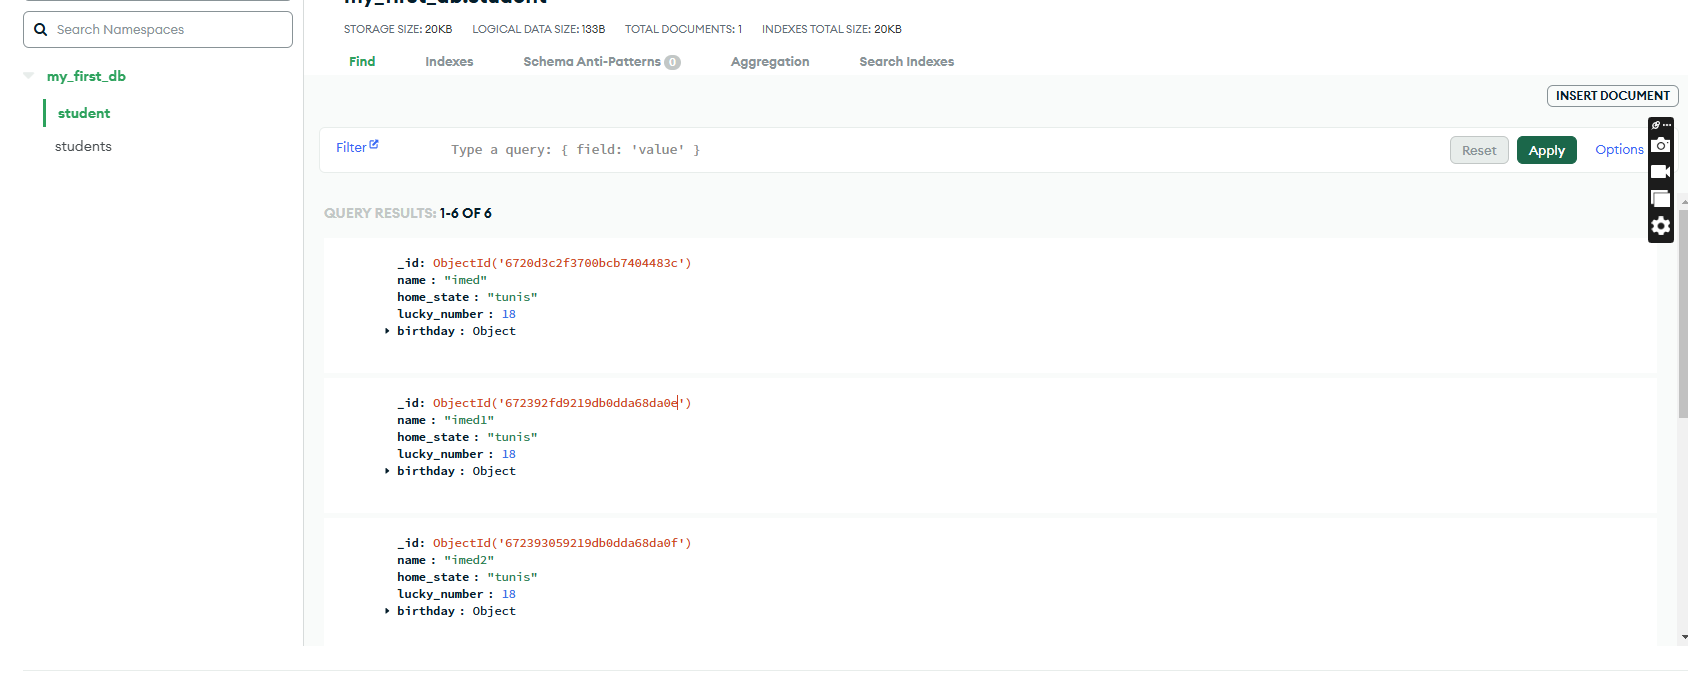 my_first_db.student
Search Namespaces
STORAGE SIZE: 20KB LOGICAL DATA SIZE: 133B TOTAL DOCUMENTS: 1 INDEXES TOTAL SIZE: 20KB
Find Indexes Schema Anti-Patterns 0 Aggregation Search Indexes
my_first_db
student
students
INSERT DOCUMENT
Filter Type a query: { field: 'value' } Reset Apply Options
QUERY RESULTS: 1-6 OF 6
_id: ObjectId('6720d3c2f3700bcb7404483c')
name : "imed"
home_state : "tunis"
lucky_number : 18
birthday : Object
_id: ObjectId('672392fd9219db0dda68da0e')
name : "imed1"
home_state : "tunis"
lucky_number : 18
birthday : Object
_id: ObjectId('672393059219db0dda68da0f')
name : "imed2"
home_state : "tunis"
lucky_number : 18
birthday : Object